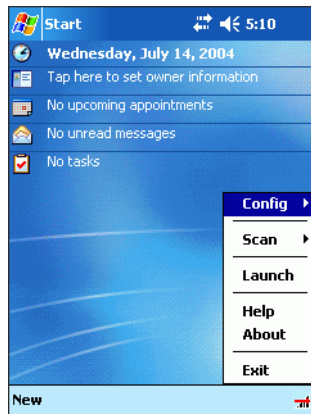 Start 5:10
Wednesday, July 14, 2004
Tap here to set owner information
No upcoming appointments
No unread messages
No tasks
Config
Scan
Launch
Help
About
Exit
New